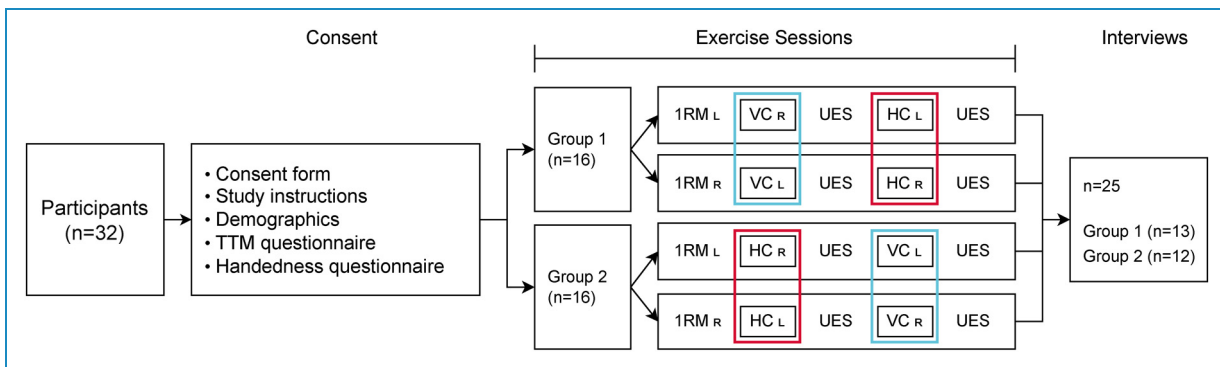 Consent
Exercise Sessions
Interviews
Participants
(n=32)
• Consent form
• Study instructions
• Demographics
• TTM questionnaire
• Handedness questionnaire
Group 1
(n=16)
1RM L VC R UES HC L UES
1RM R VC L UES HC R UES
Group 2
(n=16)
1RM L HC R UES VC L UES
1RM R HC L UES VC R UES
n=25
Group 1 (n=13)
Group 2 (n=12)